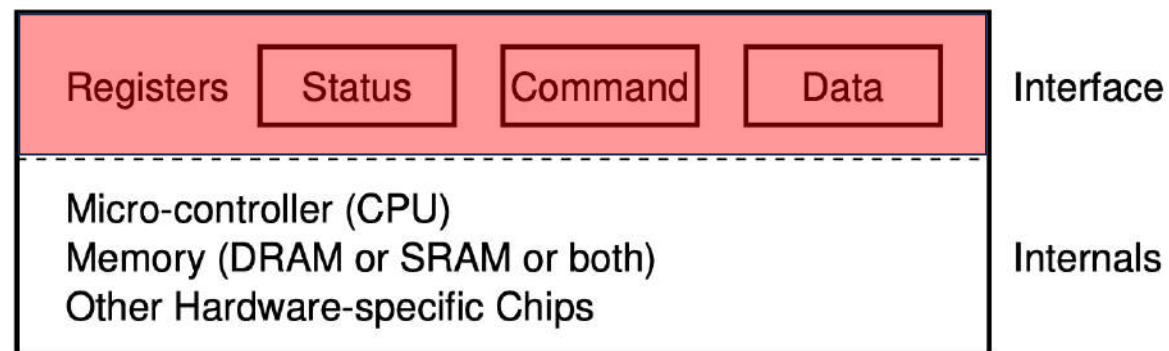 Registers Status Command Data Interface
Micro-controller (CPU)
Memory (DRAM or SRAM or both) Internals
Other Hardware-specific Chips